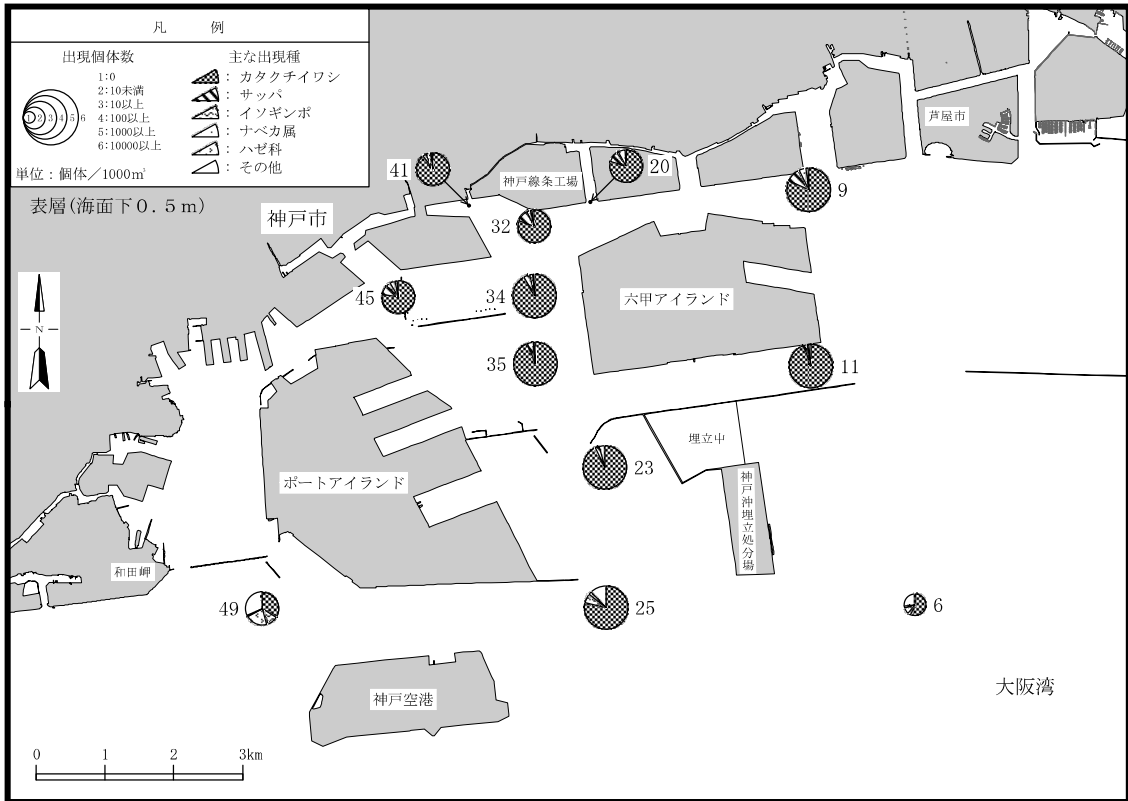 凡 例
出現個体数
1:0
2:10未満
3:10以上
4:100以上
5:1000以上
6:10000以上
1 2 3 4 5 6
単位：個体／1000㎥
主な出現種
：カタクチイワシ
：サッパ
：イソギンポ
：ナベカ属
：ハゼ科
：その他
表層(海面下0.5m)
神戸市
芦屋市
神戸線条工場
41
20
9
32
45
34
六甲アイランド
35
11
埋立中
23
ポートアイランド
神戸沖埋立処分場
和田岬
49
25
6
神戸空港
大阪湾
N
0 1 2 3km